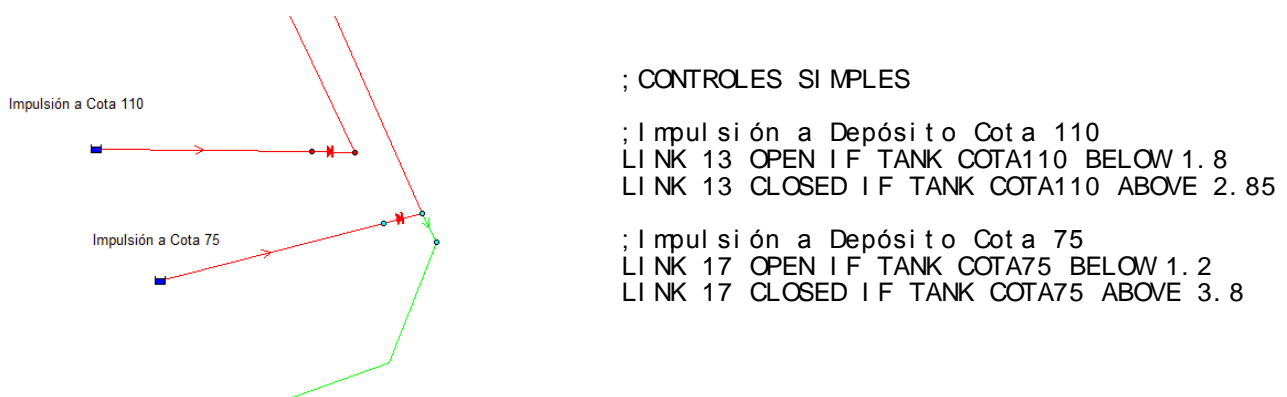 Impulsión a Cota 110
Impulsión a Cota 75
; CONTROLES SIMPLES
; Impulsión a Depósito Cota 110
LINK 13 OPEN IF TANK COTA110 BELOW 1.8
LINK 13 CLOSED IF TANK COTA110 ABOVE 2.85
; Impulsión a Depósito Cota 75
LINK 17 OPEN IF TANK COTA75 BELOW 1.2
LINK 17 CLOSED IF TANK COTA75 ABOVE 3.8